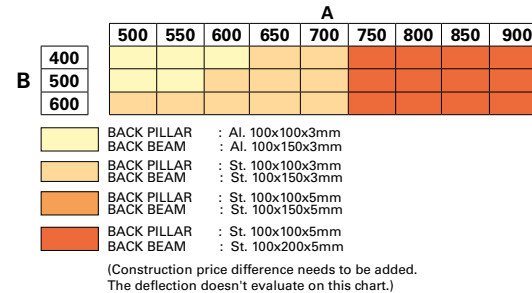 A
500 550 600 650 700 750 800 850 900
B
400
500
600
BACK PILLAR : Al. 100x100x3mm
BACK BEAM : Al. 100x150x3mm
BACK PILLAR : St. 100x100x3mm
BACK BEAM : St. 100x150x3mm
BACK PILLAR : St. 100x100x5mm
BACK BEAM : St. 100x150x5mm
BACK PILLAR : St. 100x100x5mm
BACK BEAM : St. 100x200x5mm
(Construction price difference needs to be added.
The deflection doesn't evaluate on this chart.)